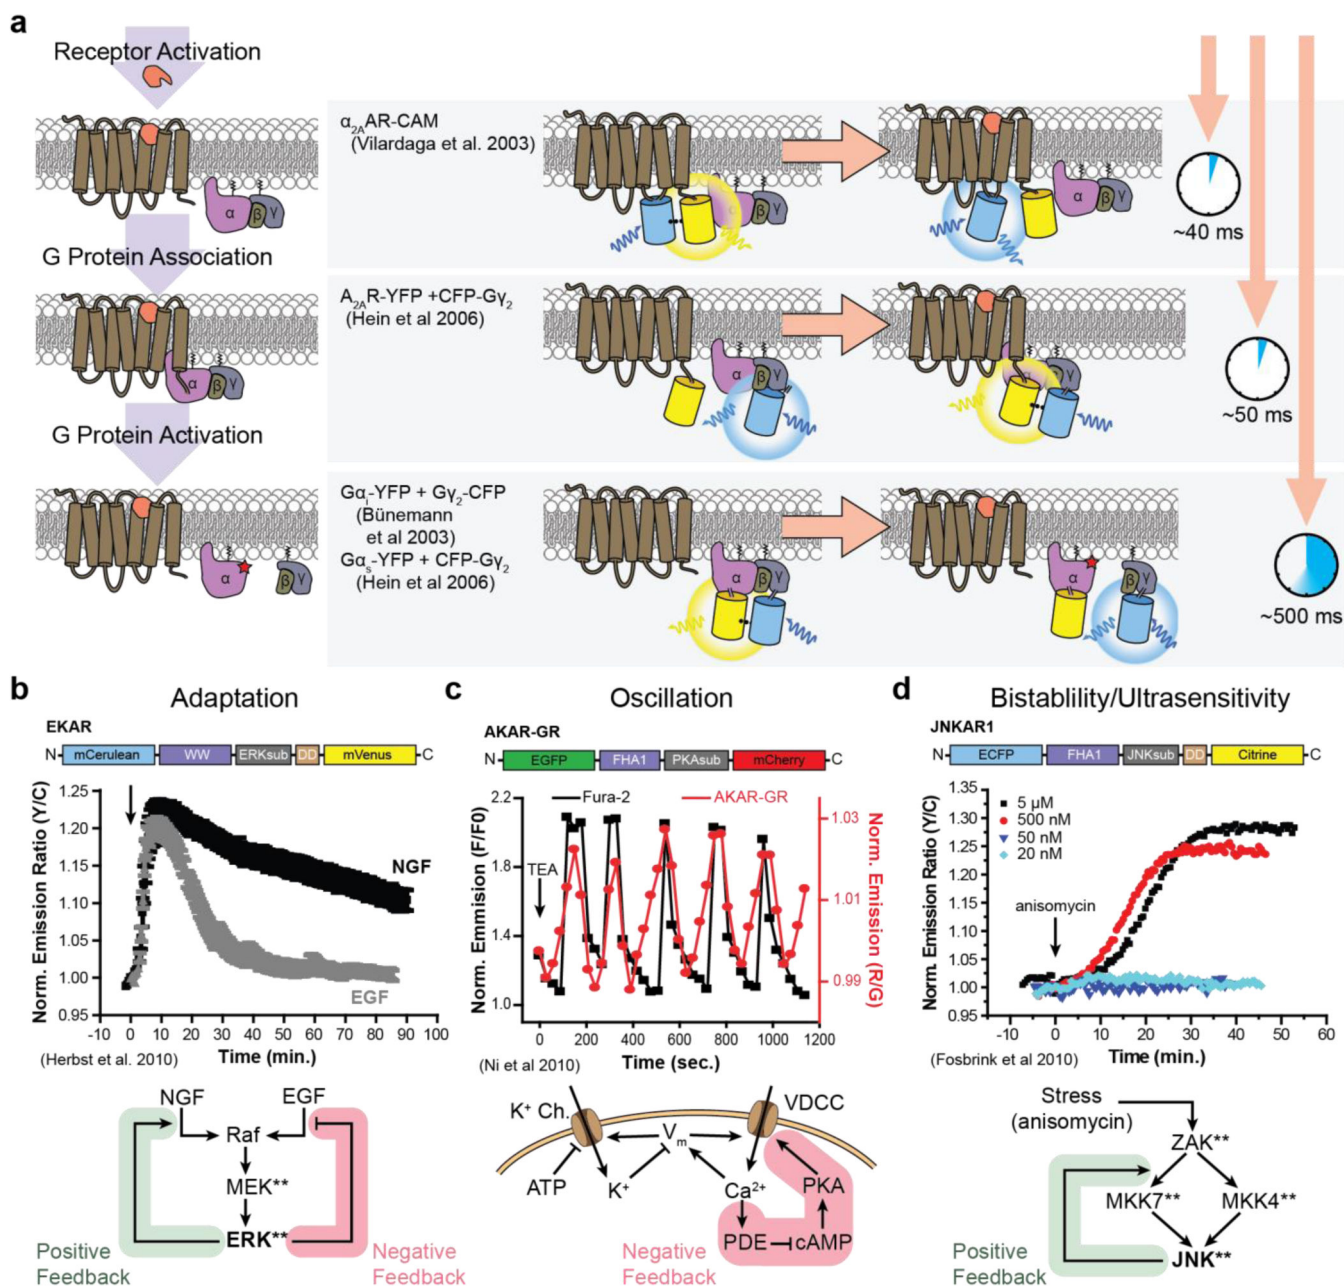 a
Receptor Activation
α2AAR-CAM
(Vilardaga et al. 2003)
α
β
γ
α
β
γ
~40 ms
G Protein Association
A2AR-YFP +CFP-Gγ2
(Hein et al 2006)
α
β
γ
β
γ
β
γ
~50 ms
G Protein Activation
Gαi-YFP + Gγ2-CFP
(Bünemann
et al 2003)
Gαs-YFP + CFP-Gγ2
(Hein et al 2006)
α
β
γ
α
β
γ
α
β
γ
~500 ms
b
Adaptation
EKAR
N
mCerulean
WW
ERKsub
DD
mVenus
C
Norm. Emission Ratio (Y/C)
1.25
1.20
1.15
1.10
1.05
1.00
0.95
NGF
EGF
-10 0 10 20 30 40 50 60 70 80 90 100
(Herbst et al. 2010)
Time (min.)
NGF
EGF
Raf
MEK**
ERK**
Positive
Feedback
Negative
Feedback
c
Oscillation
AKAR-GR
N
EGFP
FHA1
PKAsub
mCherry
C
Norm. Emmission (F/F0)
2.2
1.8
1.4
1.0
Fura-2
AKAR-GR
TEA
1.03
1.01
0.99
Norm. Emission (R/G)
0 200 400 600 800 1000 1200
(Ni et al 2010)
Time (sec.)
K+ Ch.
VDCC
Vm
ATP
K+
Ca2+
PKA
PDE
cAMP
Negative
Feedback
d
Bistablility/Ultrasensitivity
JNKAR1
N
ECFP
FHA1
JNKsub
DD
Citrine
C
Norm. Emission Ratio (Y/C)
1.35
1.30
1.25
1.20
1.15
1.10
1.05
1.00
0.95
5 µM
500 nM
50 nM
20 nM
anisomycin
-10 0 10 20 30 40 50 60
(Fosbrink et al 2010)
Time (min.)
Stress
(anisomycin)
ZAK**
MKK7**
MKK4**
JNK**
Positive
Feedback